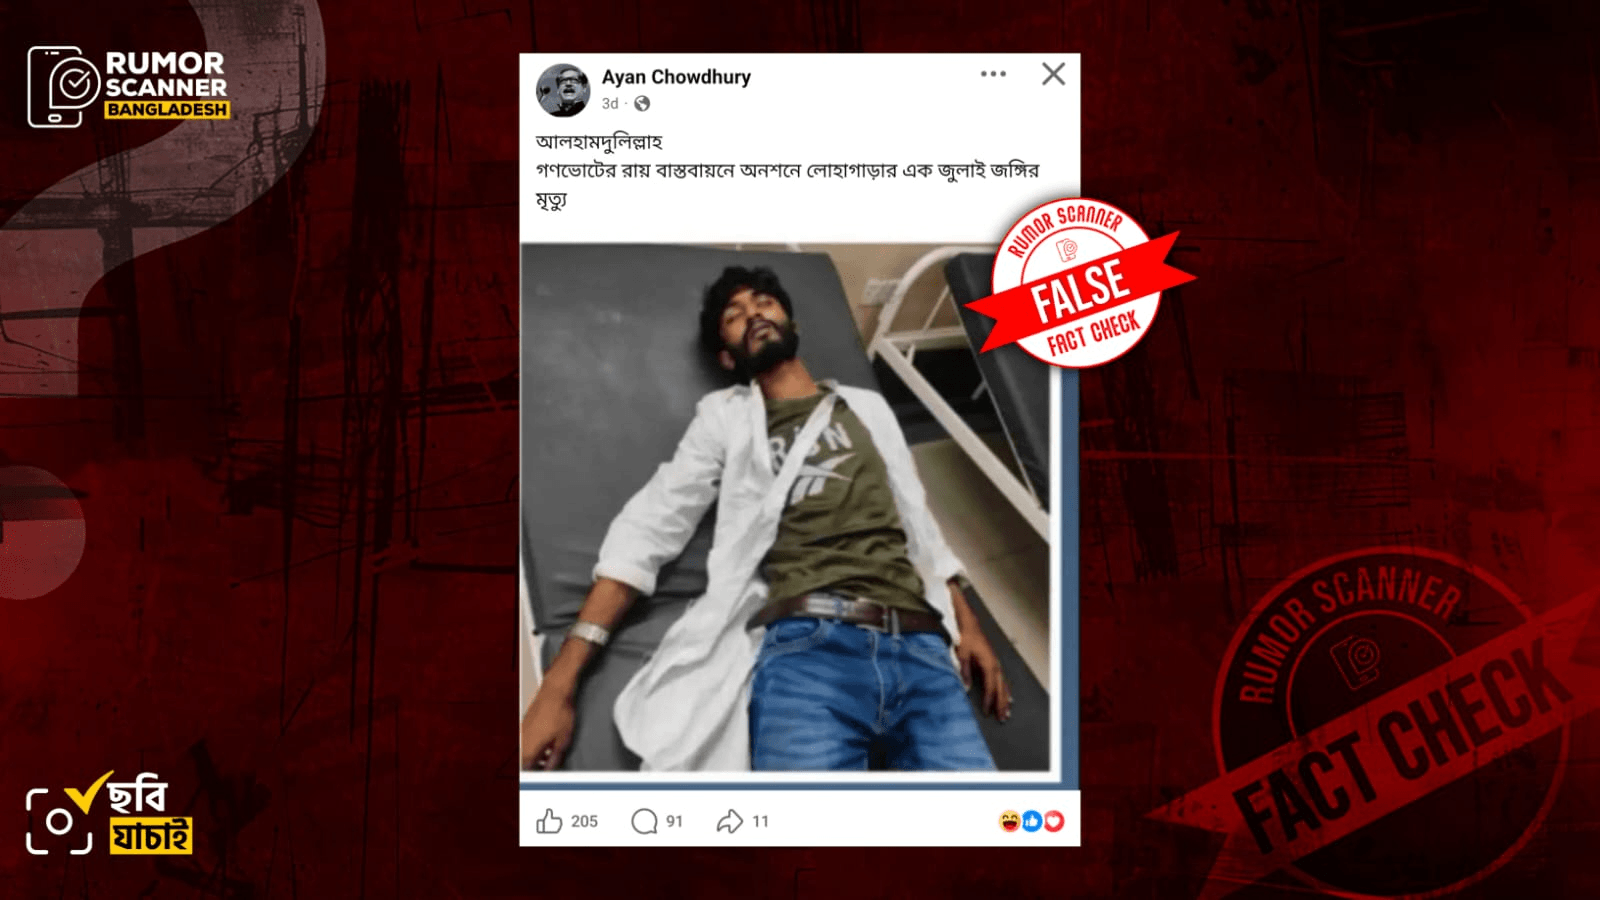 RUMOR
SCANNER
BANGLADESH
Ayan Chowdhury
3d
আলহামদুলিল্লাহ
গণভোটের রায় বাস্তবায়নে অনশনে লোহাগাড়ার এক জুলাই জঙ্গির
মৃত্যু
RUMOR SCANNER
FALSE
FACT CHECK
205
91
11
ছবি
যাচাই
RUMOR SCANNER
FACT CHECK